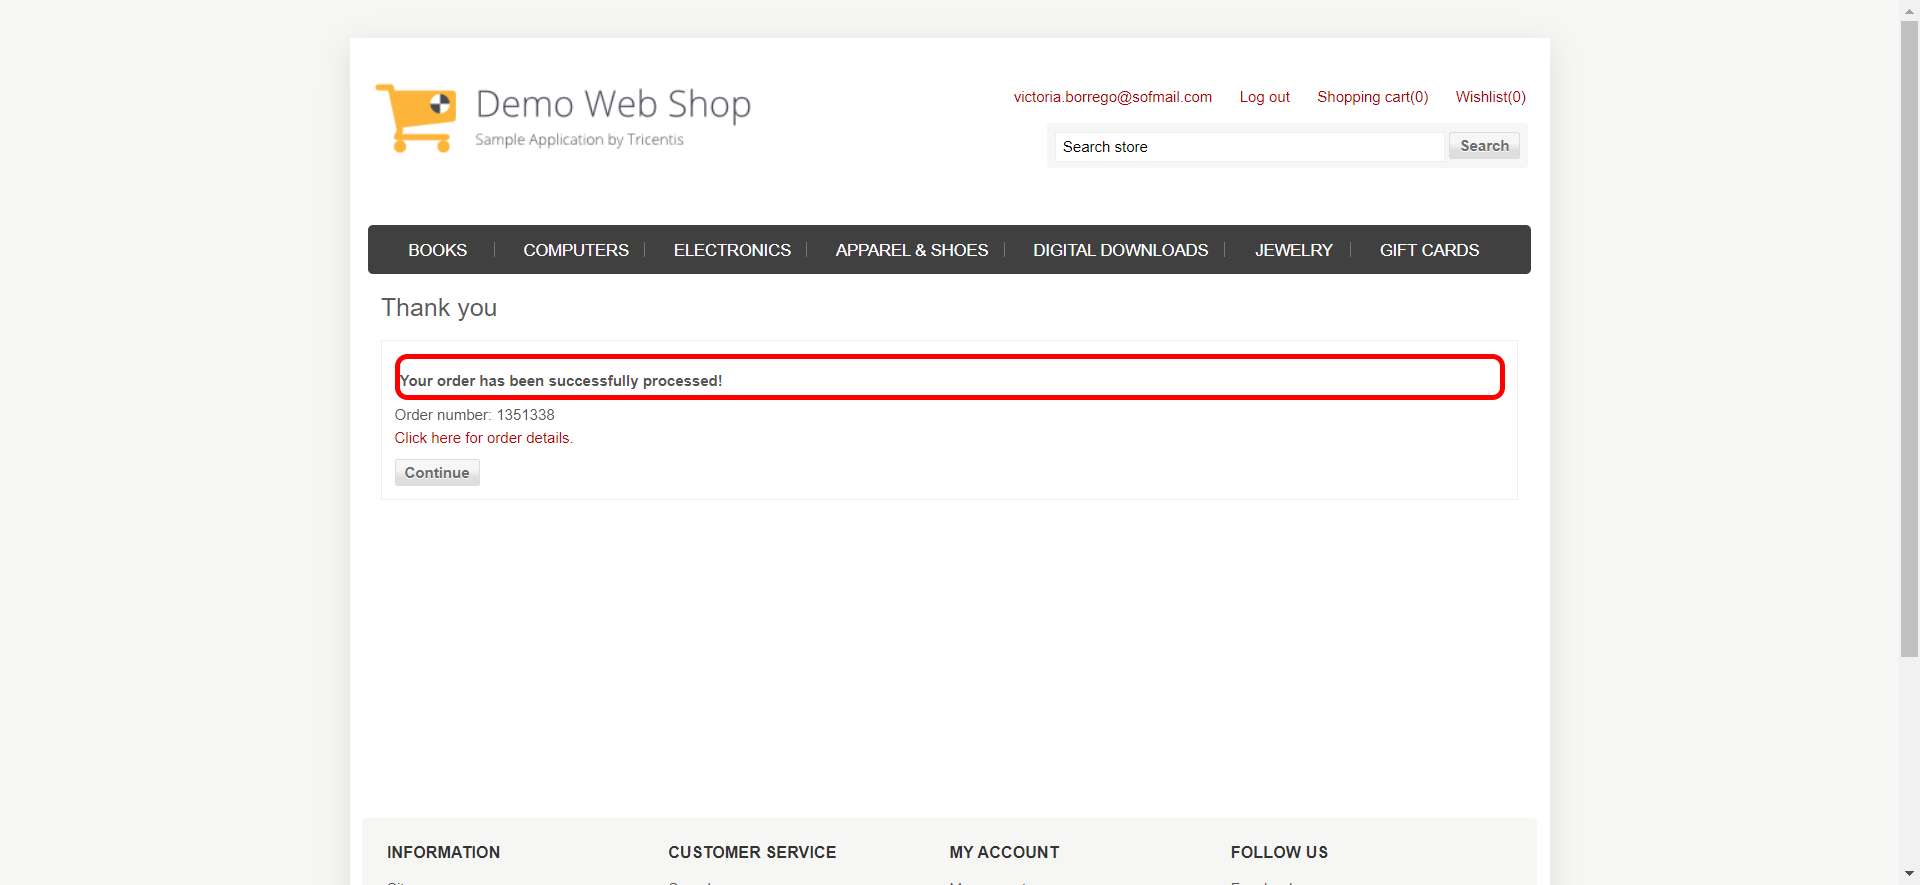 Demo Web Shop
Sample Application by Tricentis
victoria.borrego@sofmail.com Log out Shopping cart(0) Wishlist(0)
Search store Search
BOOKS COMPUTERS ELECTRONICS APPAREL & SHOES DIGITAL DOWNLOADS JEWELRY GIFT CARDS
Thank you
Your order has been successfully processed!
Order number: 1351338
Click here for order details.
Continue
INFORMATION CUSTOMER SERVICE MY ACCOUNT FOLLOW US